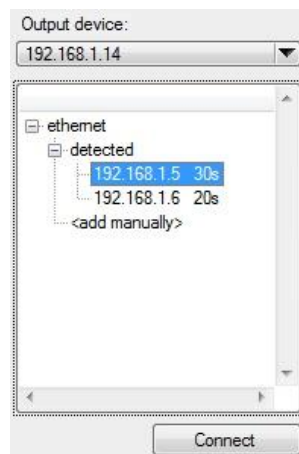 Output device:
192.168.1.14
ethernet
detected
192.168.1.5 30s
192.168.1.6 20s
<add manually>
Connect